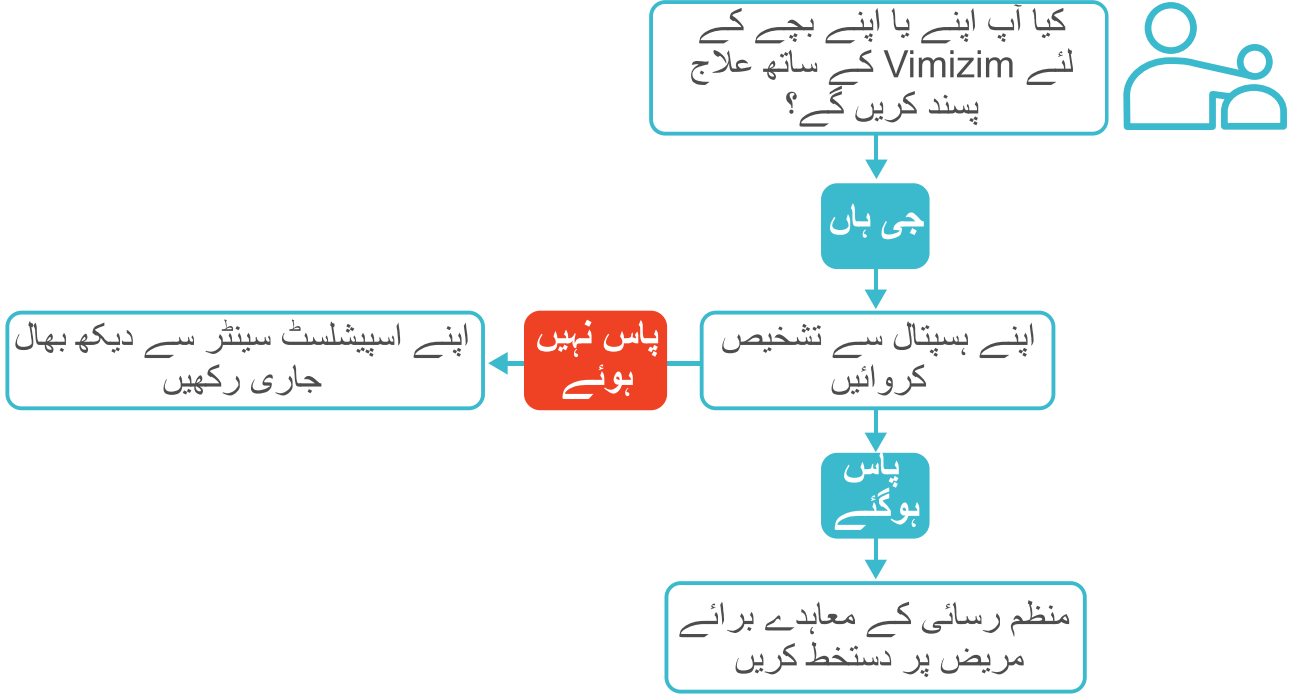 کیا آپ اپنے یا اپنے بچے کے
لئے Vimizim کے ساتھ علاج
پسند کریں گے؟
جی ہاں
اپنے ہسپتال سے تشخیص
کروائیں
پاس نہیں
ہوئے
اپنے اسپیشلسٹ سینٹر سے دیکھ بھال
جاری رکھیں
پاس
ہوگئے
منظم رسائی کے معاہدے برائے
مریض پر دستخط کریں